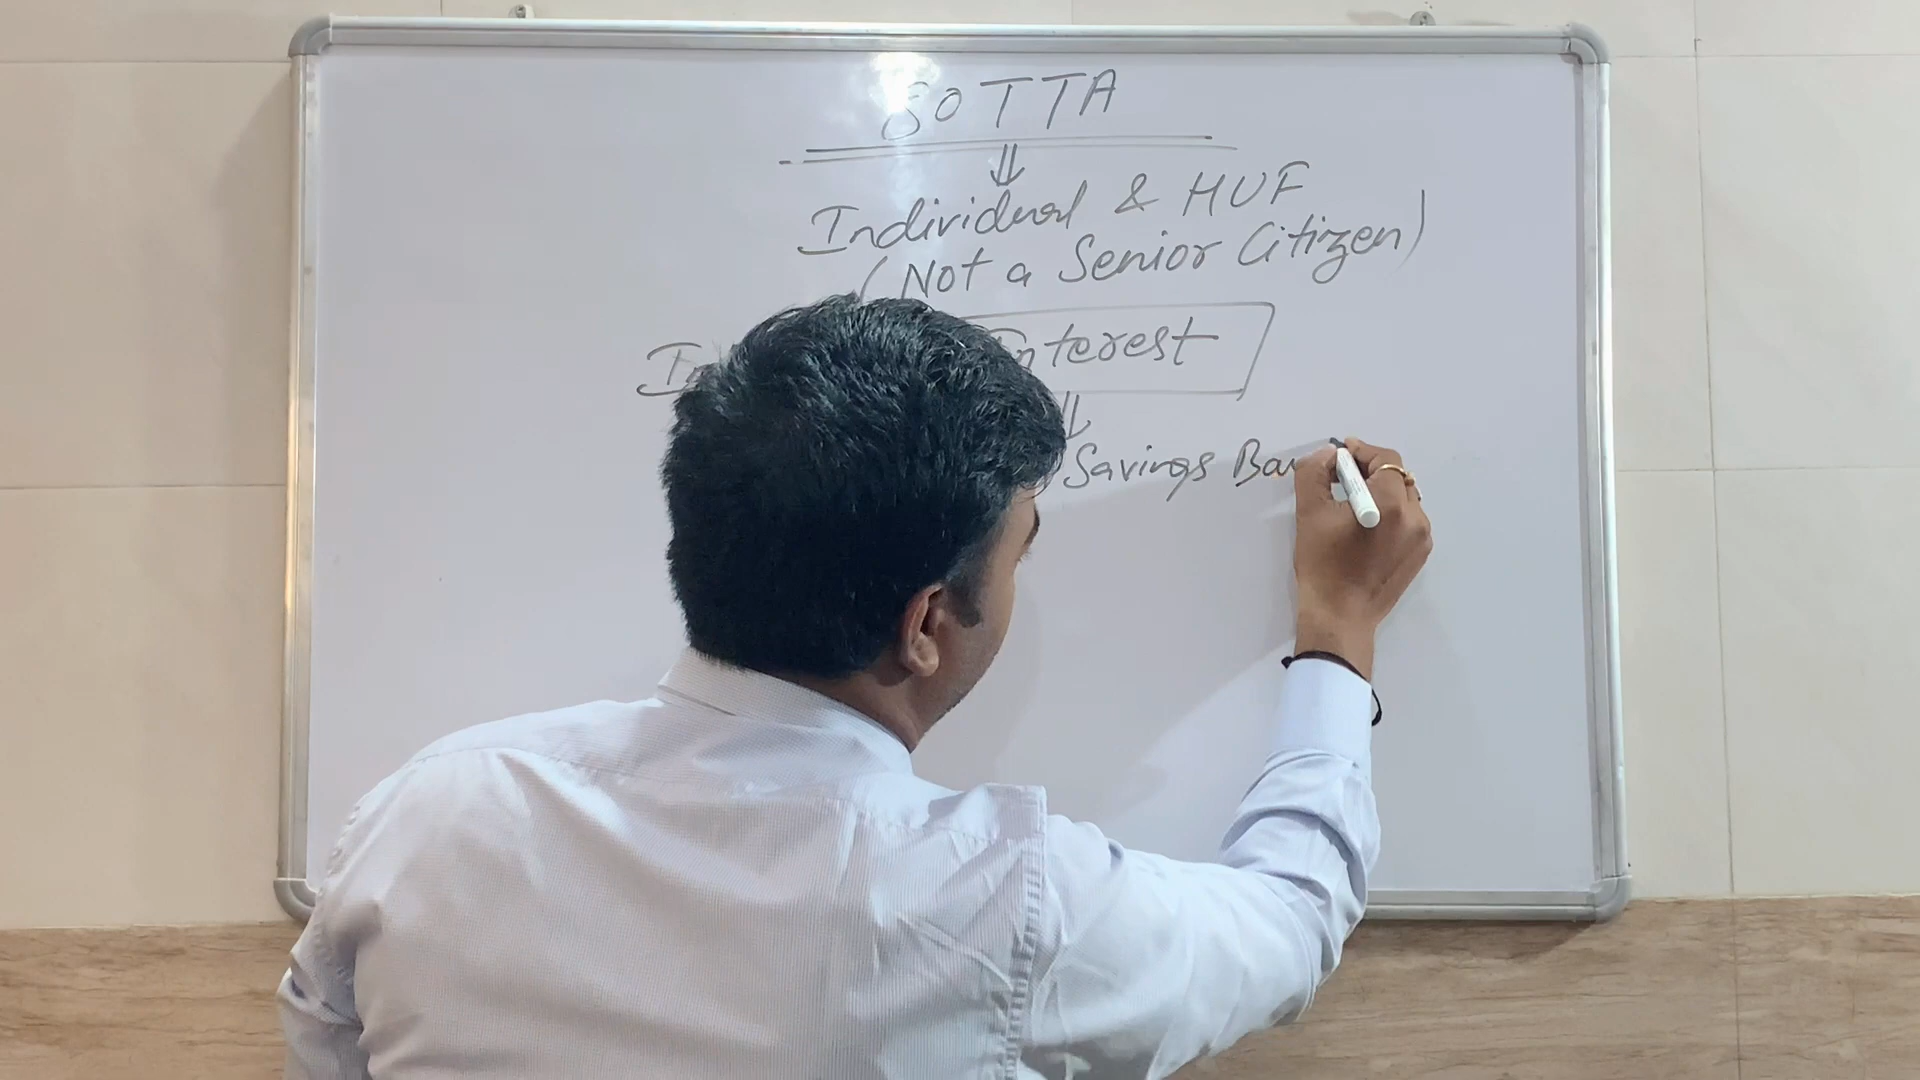 80TTA
Individual & HUF
(Not a Senior Citizen)
Interest
Savings